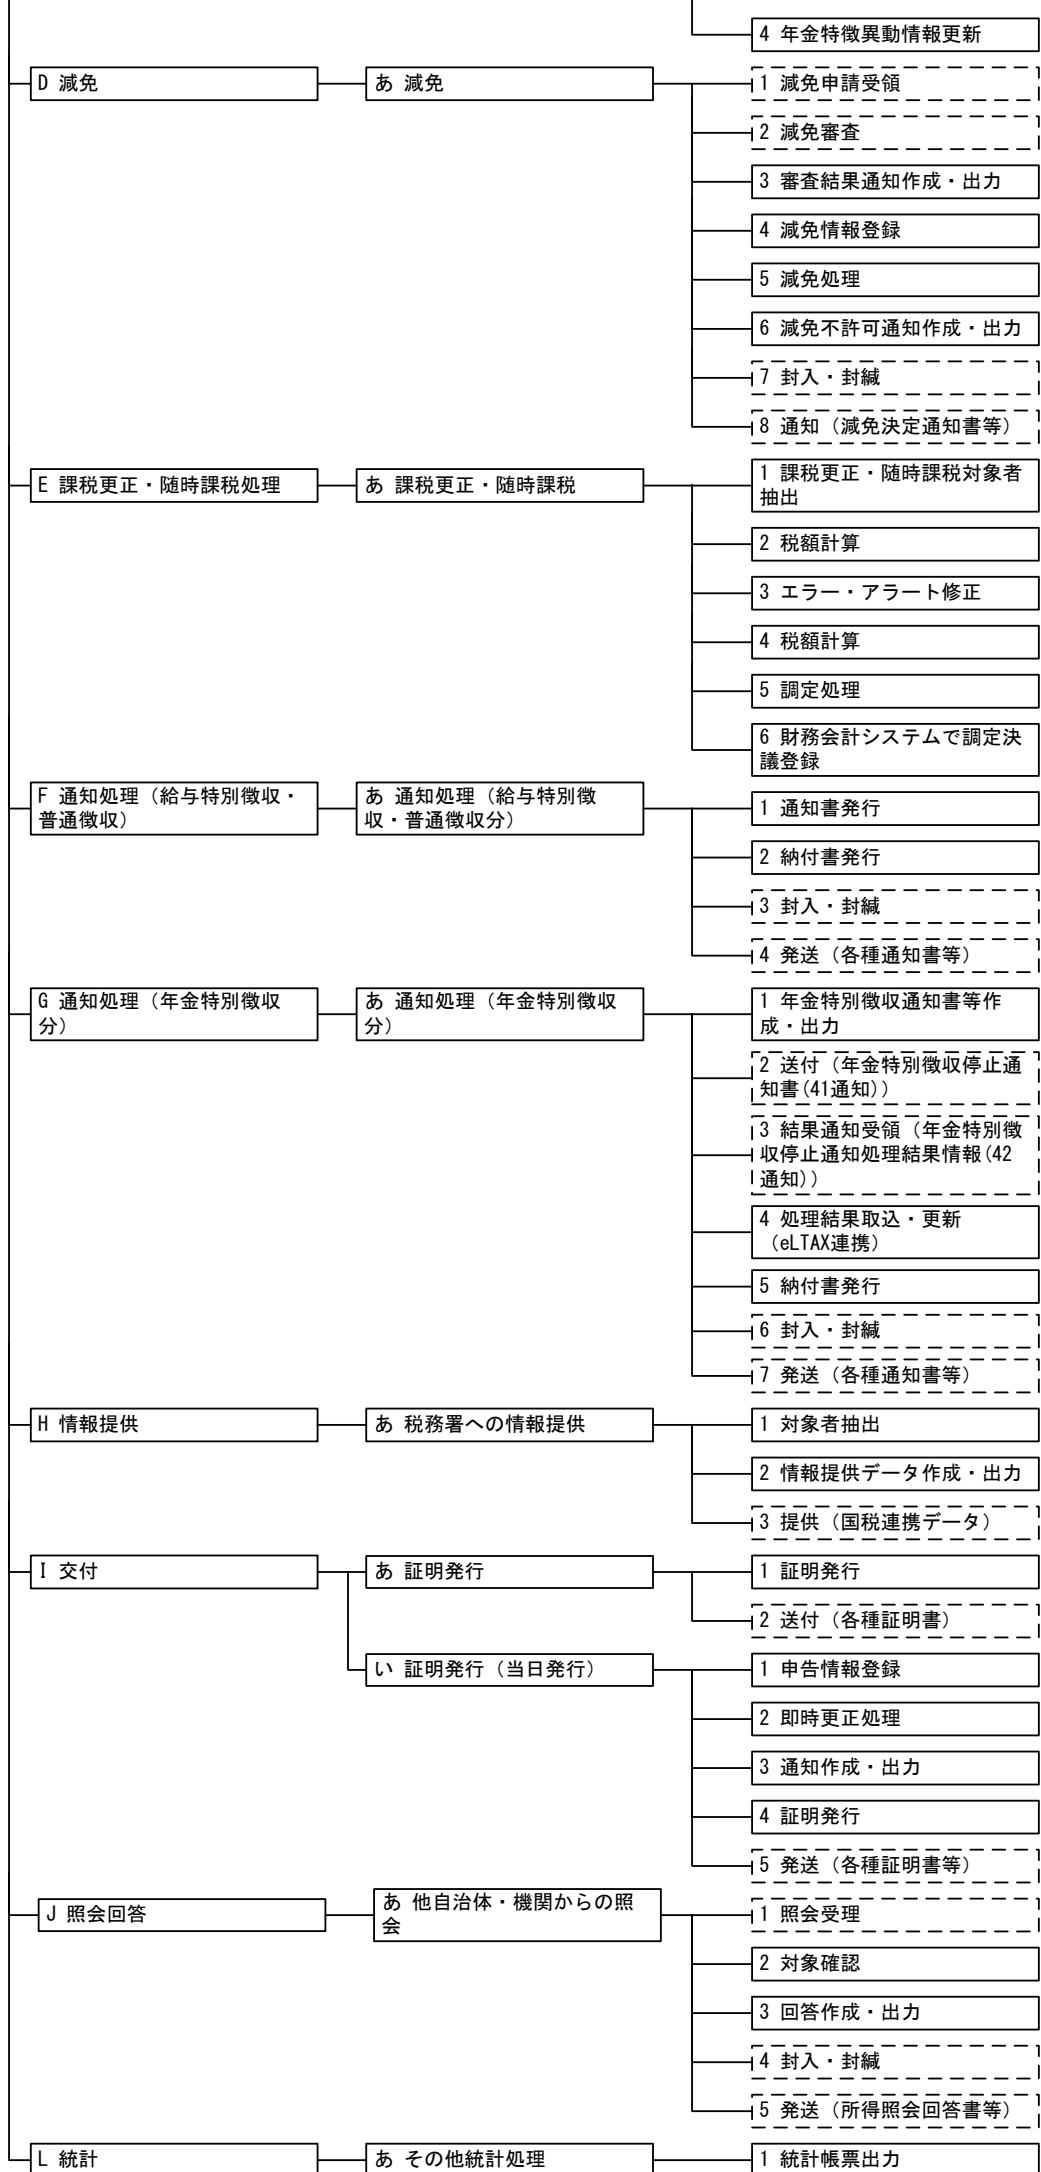 4 年金特徴異動情報更新
D 減免
あ 減免
1 減免申請受領
2 減免審査
3 審査結果通知作成・出力
4 減免情報登録
5 減免処理
6 減免不許可通知作成・出力
7 封入・封緘
8 通知（減免決定通知書等）
E 課税更正・随時課税処理
あ 課税更正・随時課税
1 課税更正・随時課税対象者
抽出
2 税額計算
3 エラー・アラート修正
4 税額計算
5 調定処理
6 財務会計システムで調定決
議登録
F 通知処理（給与特別徴収・
普通徴収）
あ 通知処理（給与特別徴
収・普通徴収分）
1 通知書発行
2 納付書発行
3 封入・封緘
4 発送（各種通知書等）
G 通知処理（年金特別徴収
分）
あ 通知処理（年金特別徴収
分）
1 年金特別徴収通知書等作
成・出力
2 送付（年金特別徴収停止通
知書(41通知)）
3 結果通知受領（年金特別徴
収停止通知処理結果情報(42
通知)）
4 処理結果取込・更新
（eLTAX連携）
5 納付書発行
6 封入・封緘
7 発送（各種通知書等）
H 情報提供
あ 税務署への情報提供
1 対象者抽出
2 情報提供データ作成・出力
3 提供（国税連携データ）
I 交付
あ 証明発行
1 証明発行
2 送付（各種証明書）
い 証明発行（当日発行）
1 申告情報登録
2 即時更正処理
3 通知作成・出力
4 証明発行
5 発送（各種証明書等）
J 照会回答
あ 他自治体・機関からの照
会
1 照会受理
2 対象確認
3 回答作成・出力
4 封入・封緘
5 発送（所得照会回答書等）
L 統計
あ その他統計処理
1 統計帳票出力